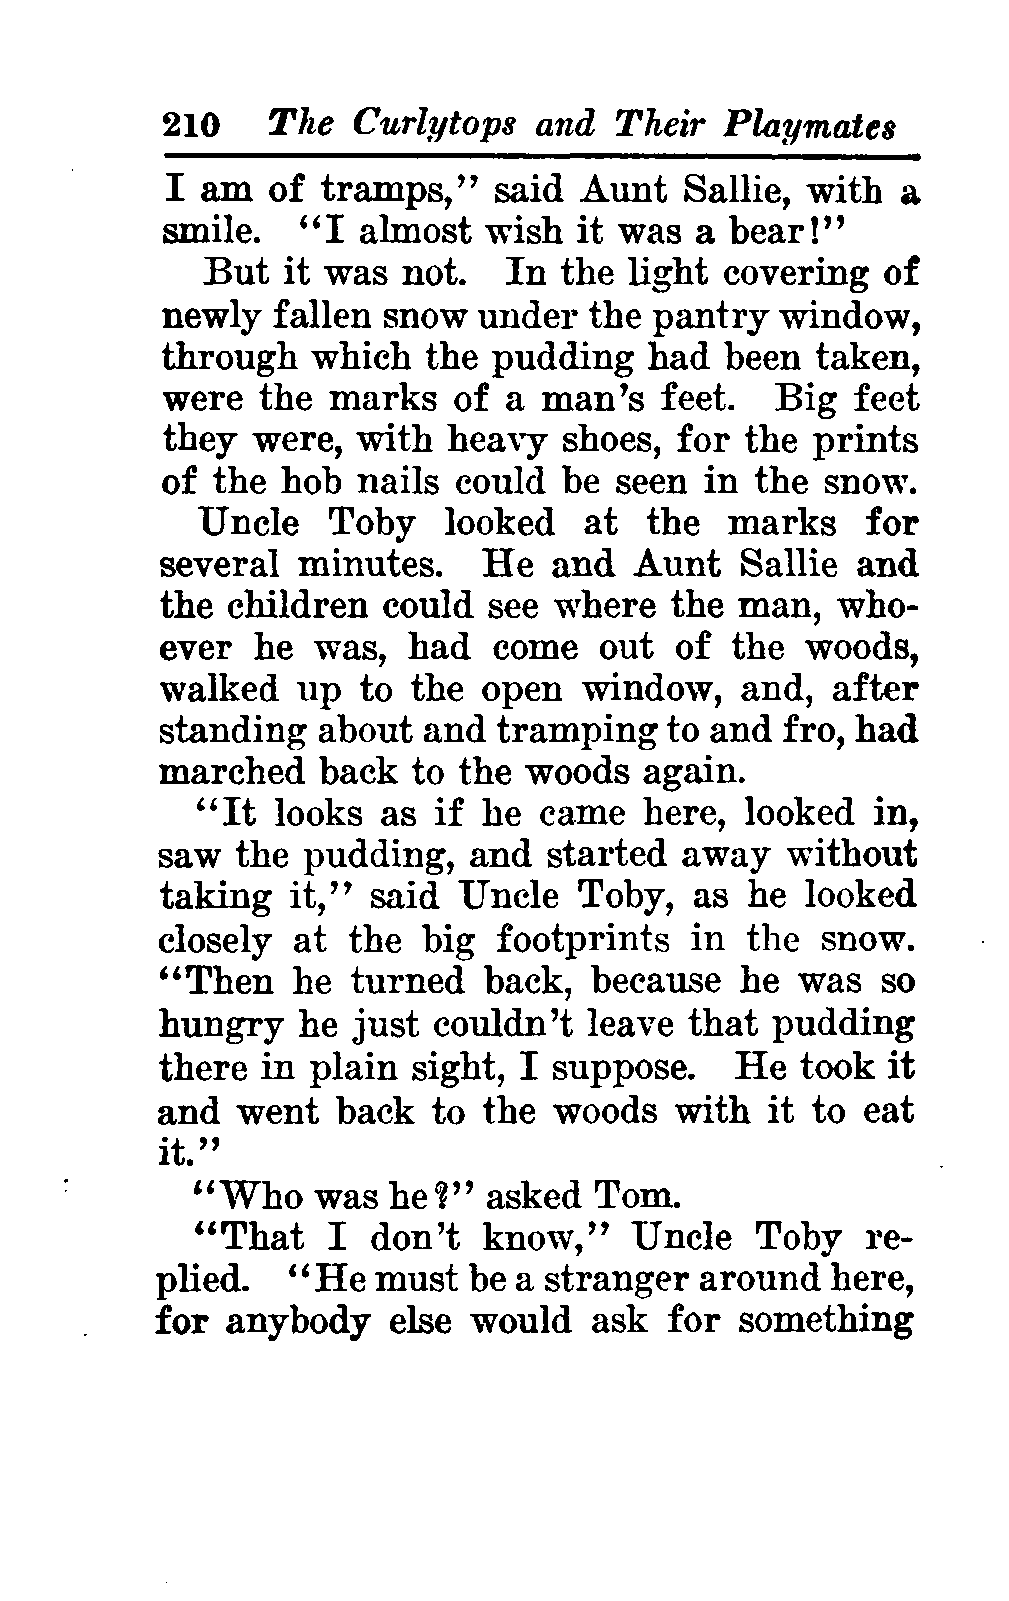 210 The Curlytops and Their Playmates
I am of tramps," said Aunt Sallie, with a
smile. "I almost wish it was a bear!"
But it was not. In the light covering of
newly fallen snow under the pantry window,
through which the pudding had been taken,
were the marks of a man's feet. Big feet
they were, with heavy shoes, for the prints
of the hob nails could be seen in the snow.
Uncle Toby looked at the marks for
several minutes. He and Aunt Sallie and
the children could see where the man, who-
ever he was, had come out of the woods,
walked up to the open window, and, after
standing about and tramping to and fro, had
marched back to the woods again.
"It looks as if he came here, looked in,
saw the pudding, and started away without
taking it," said Uncle Toby, as he looked
closely at the big footprints in the snow.
"Then he turned back, because he was so
hungry he just couldn't leave that pudding
there in plain sight, I suppose. He took it
and went back to the woods with it to eat
it."
"Who was he?" asked Tom.
"That I don't know," Uncle Toby re-
plied. "He must be a stranger around here,
for anybody else would ask for something